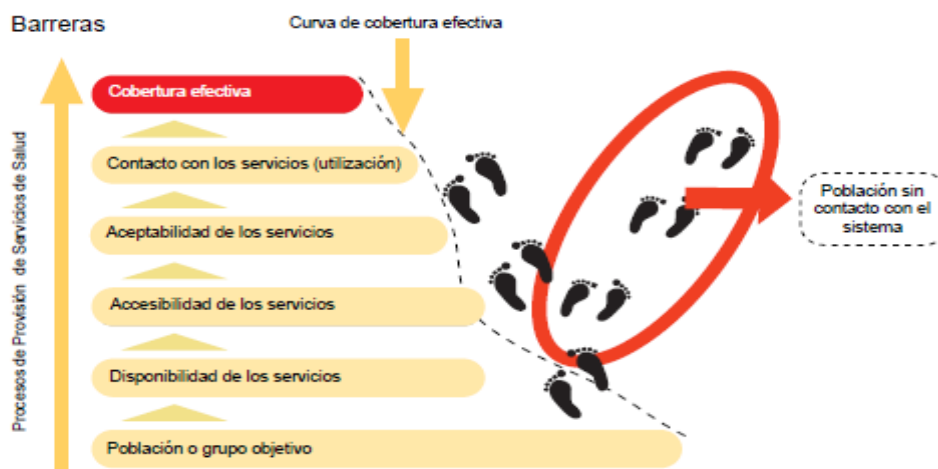 Barreras
Curva de cobertura efectiva
Procesos de Provisión de Servicios de Salud
Cobertura efectiva
Contacto con los servicios (utilización)
Aceptabilidad de los servicios
Accesibilidad de los servicios
Disponibilidad de los servicios
Población o grupo objetivo
Población sin
contacto con el
sistema